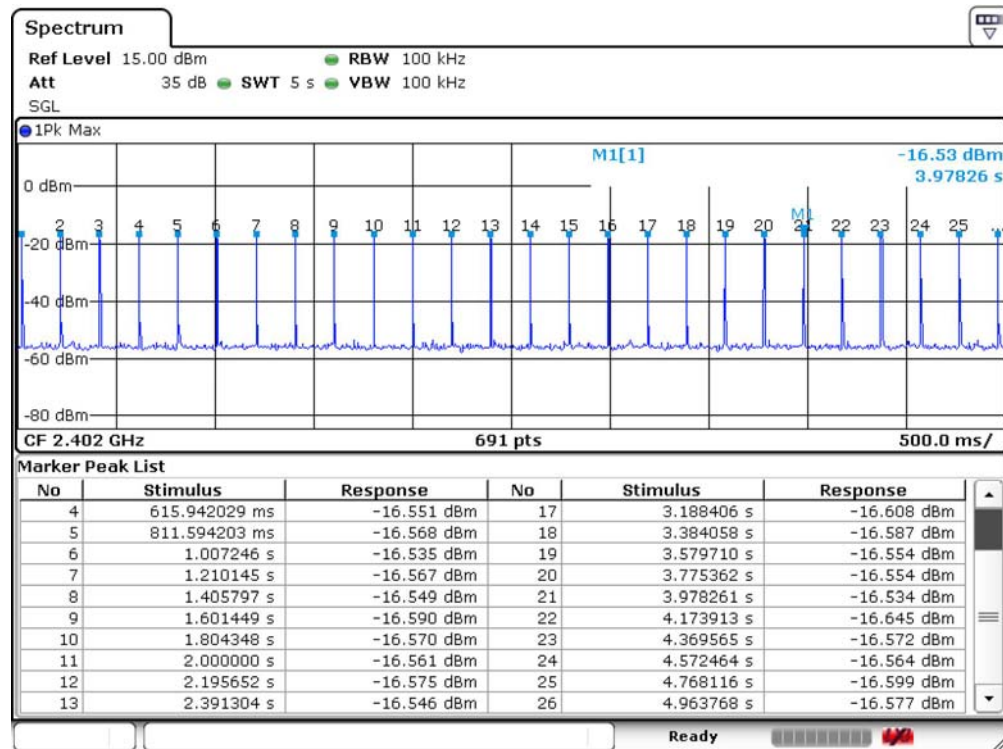 Spectrum
Ref Level 15.00 dBm RBW 100 kHz
Att 35 dB SWT 5 s VBW 100 kHz
SGL
1Pk Max
M1[1] -16.53 dBm
3.97826 s
0 dBm
M1
2 3 4 5 6 7 8 9 10 11 12 13 14 15 16 17 18 19 20 21 22 23 24 25 ...
-20 dBm
-40 dBm
-60 dBm
-80 dBm
CF 2.402 GHz 691 pts 500.0 ms/
Marker Peak List
No Stimulus Response No Stimulus Response
4 615.942029 ms -16.551 dBm 17 3.188406 s -16.608 dBm
5 811.594203 ms -16.568 dBm 18 3.384058 s -16.587 dBm
6 1.007246 s -16.535 dBm 19 3.579710 s -16.554 dBm
7 1.210145 s -16.567 dBm 20 3.775362 s -16.554 dBm
8 1.405797 s -16.549 dBm 21 3.978261 s -16.534 dBm
9 1.601449 s -16.590 dBm 22 4.173913 s -16.645 dBm
10 1.804348 s -16.570 dBm 23 4.369565 s -16.572 dBm
11 2.000000 s -16.561 dBm 24 4.572464 s -16.564 dBm
12 2.195652 s -16.575 dBm 25 4.768116 s -16.599 dBm
13 2.391304 s -16.546 dBm 26 4.963768 s -16.577 dBm
Ready